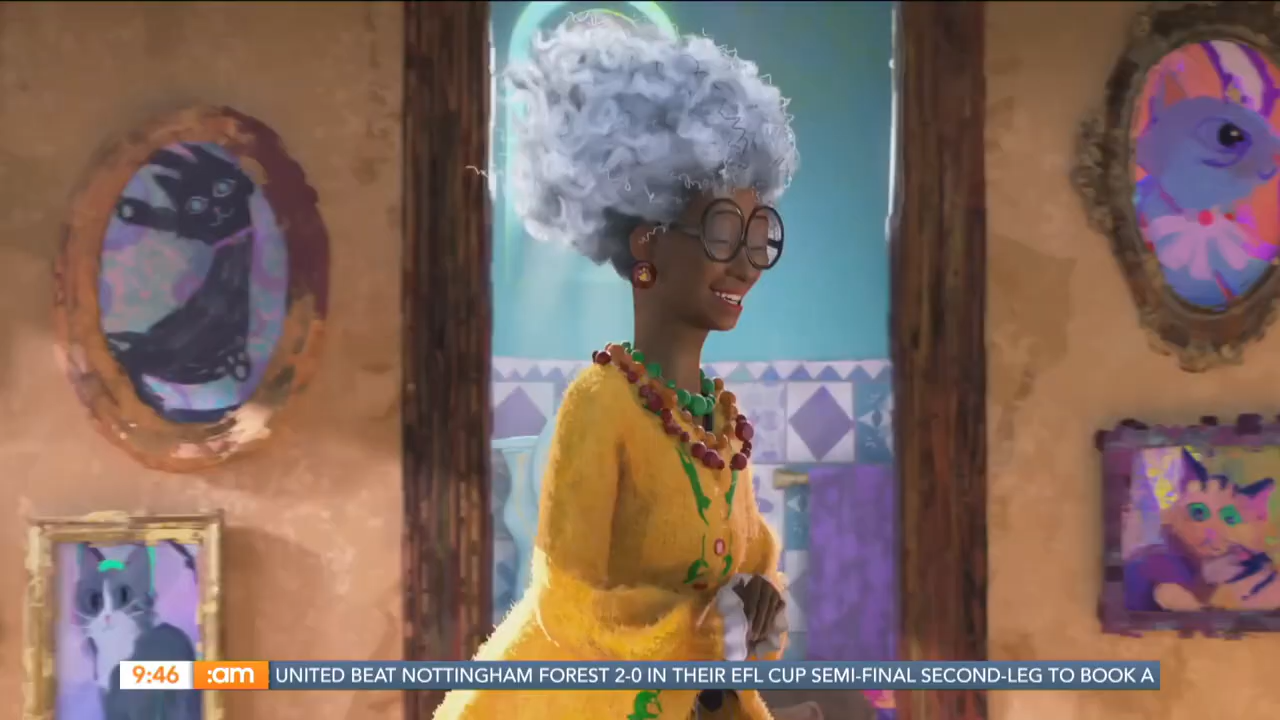 9:46 :am UNITED BEAT NOTTINGHAM FOREST 2-0 IN THEIR EFL CUP SEMI-FINAL SECOND-LEG TO BOOK A